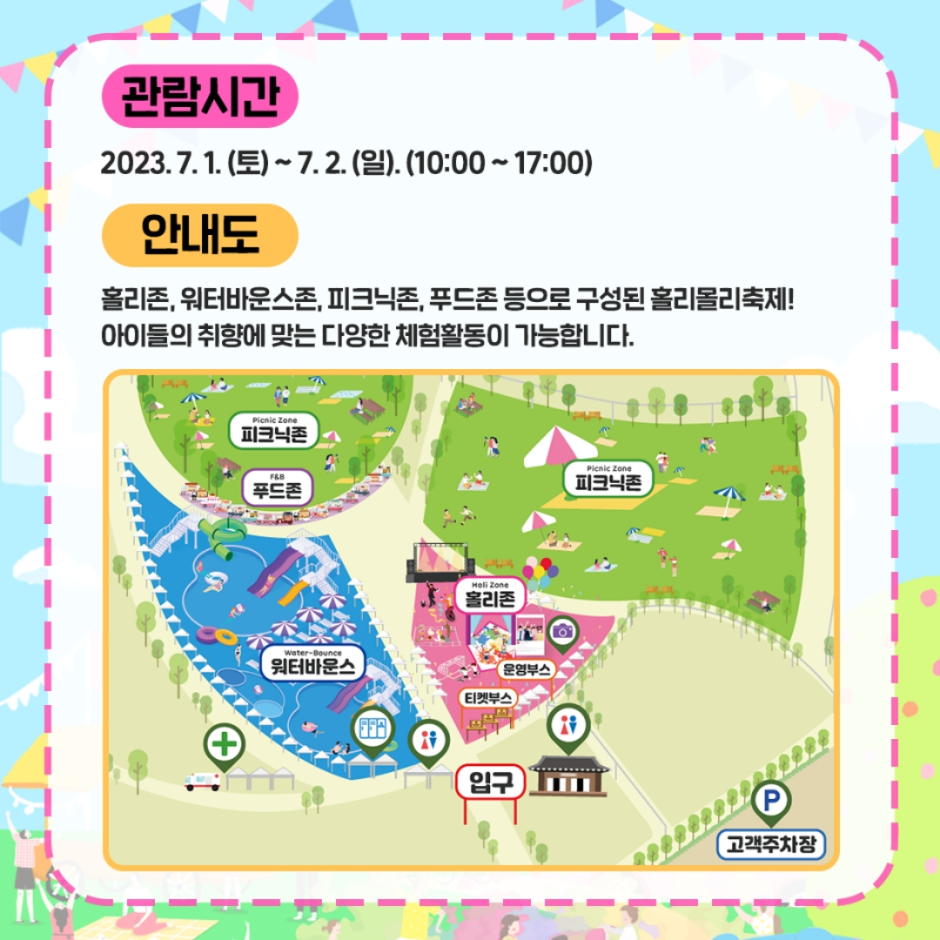 관람시간
2023. 7. 1. (토) ~ 7. 2. (일). (10:00 ~ 17:00)
안내도
홀리존, 워터바운스존, 피크닉존, 푸드존 등으로 구성된 홀리몰리축제!
아이들의 취향에 맞는 다양한 체험활동이 가능합니다.
Picnic Zone
피크닉존
F&B
푸드존
Picnic Zone
피크닉존
Holi Zone
홀리존
Water-Bounce
워터바운스
운영부스
티켓부스
입구
P
고객주차장